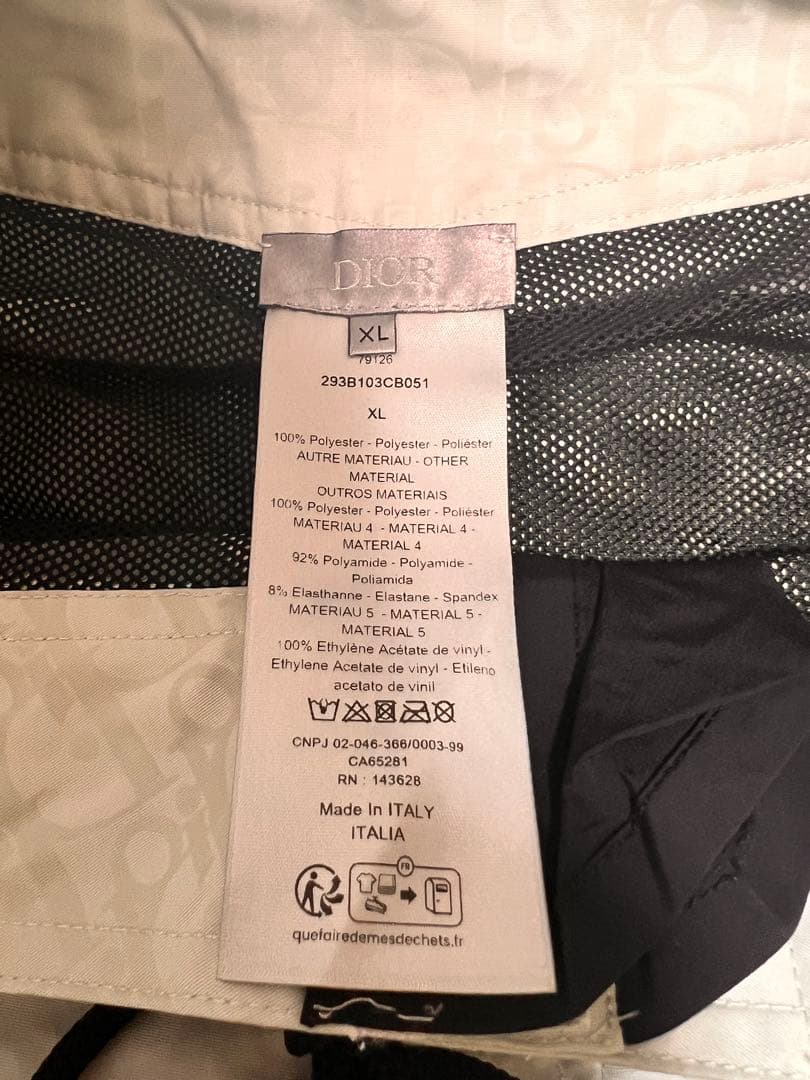 DIOR
XL
79126
293B103CB051
XL
100% Polyester - Polyester - Poliéster
AUTRE MATERIAU - OTHER
MATERIAL
OUTROS MATERIAIS
100% Polyester - Polyester - Poliéster
MATERIAU 4 - MATERIAL 4 -
MATERIAL 4
92% Polyamide - Polyamide -
Poliamida
8% Elasthanne - Elastane - Spandex
MATERIAU 5 - MATERIAL 5 -
MATERIAL 5
100% Ethylène Acétate de vinyl -
Ethylene Acetate de vinyl - Etileno
acetato de vinil
CNPJ 02-046-366/0003-99
CA65281
RN : 143628
Made In ITALY
ITALIA
FR
quefairedemesdechets.fr